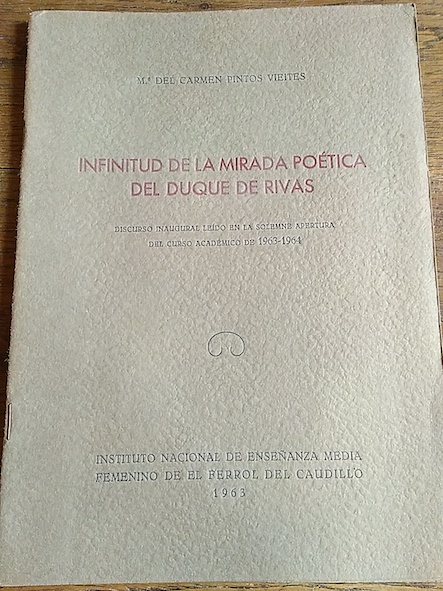 M.ª DEL CARMEN PINTOS VIEITES
INFINITUD DE LA MIRADA POÉTICA
DEL DUQUE DE RIVAS
DISCURSO INAUGURAL LEÍDO EN LA SOLEMNE APERTURA
DEL CURSO ACADÉMICO DE 1963-1964
INSTITUTO NACIONAL DE ENSEÑANZA MEDIA
FEMENINO DE EL FERROL DEL CAUDILLO
1963